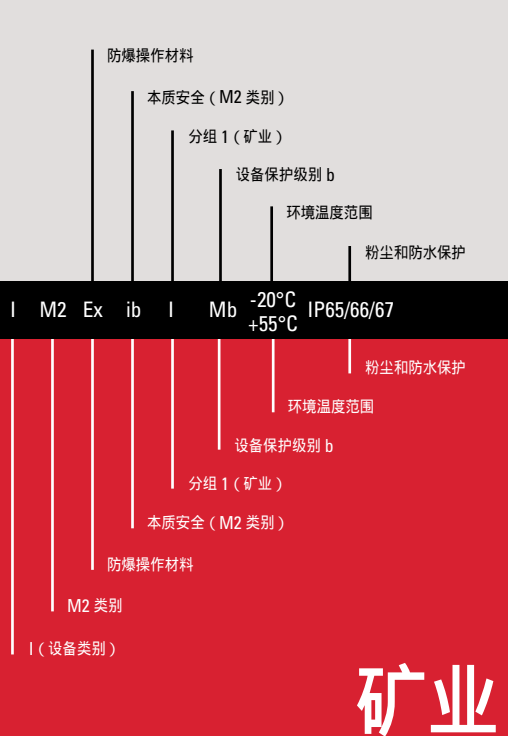 防爆操作材料
本质安全（M2 类别）
分组 1（矿业）
设备保护级别 b
环境温度范围
粉尘和防水保护
I M2 Ex ib I Mb -20°C +55°C IP65/66/67
粉尘和防水保护
环境温度范围
设备保护级别 b
分组 1（矿业）
本质安全（M2 类别）
防爆操作材料
M2 类别
I（设备类别）
矿业